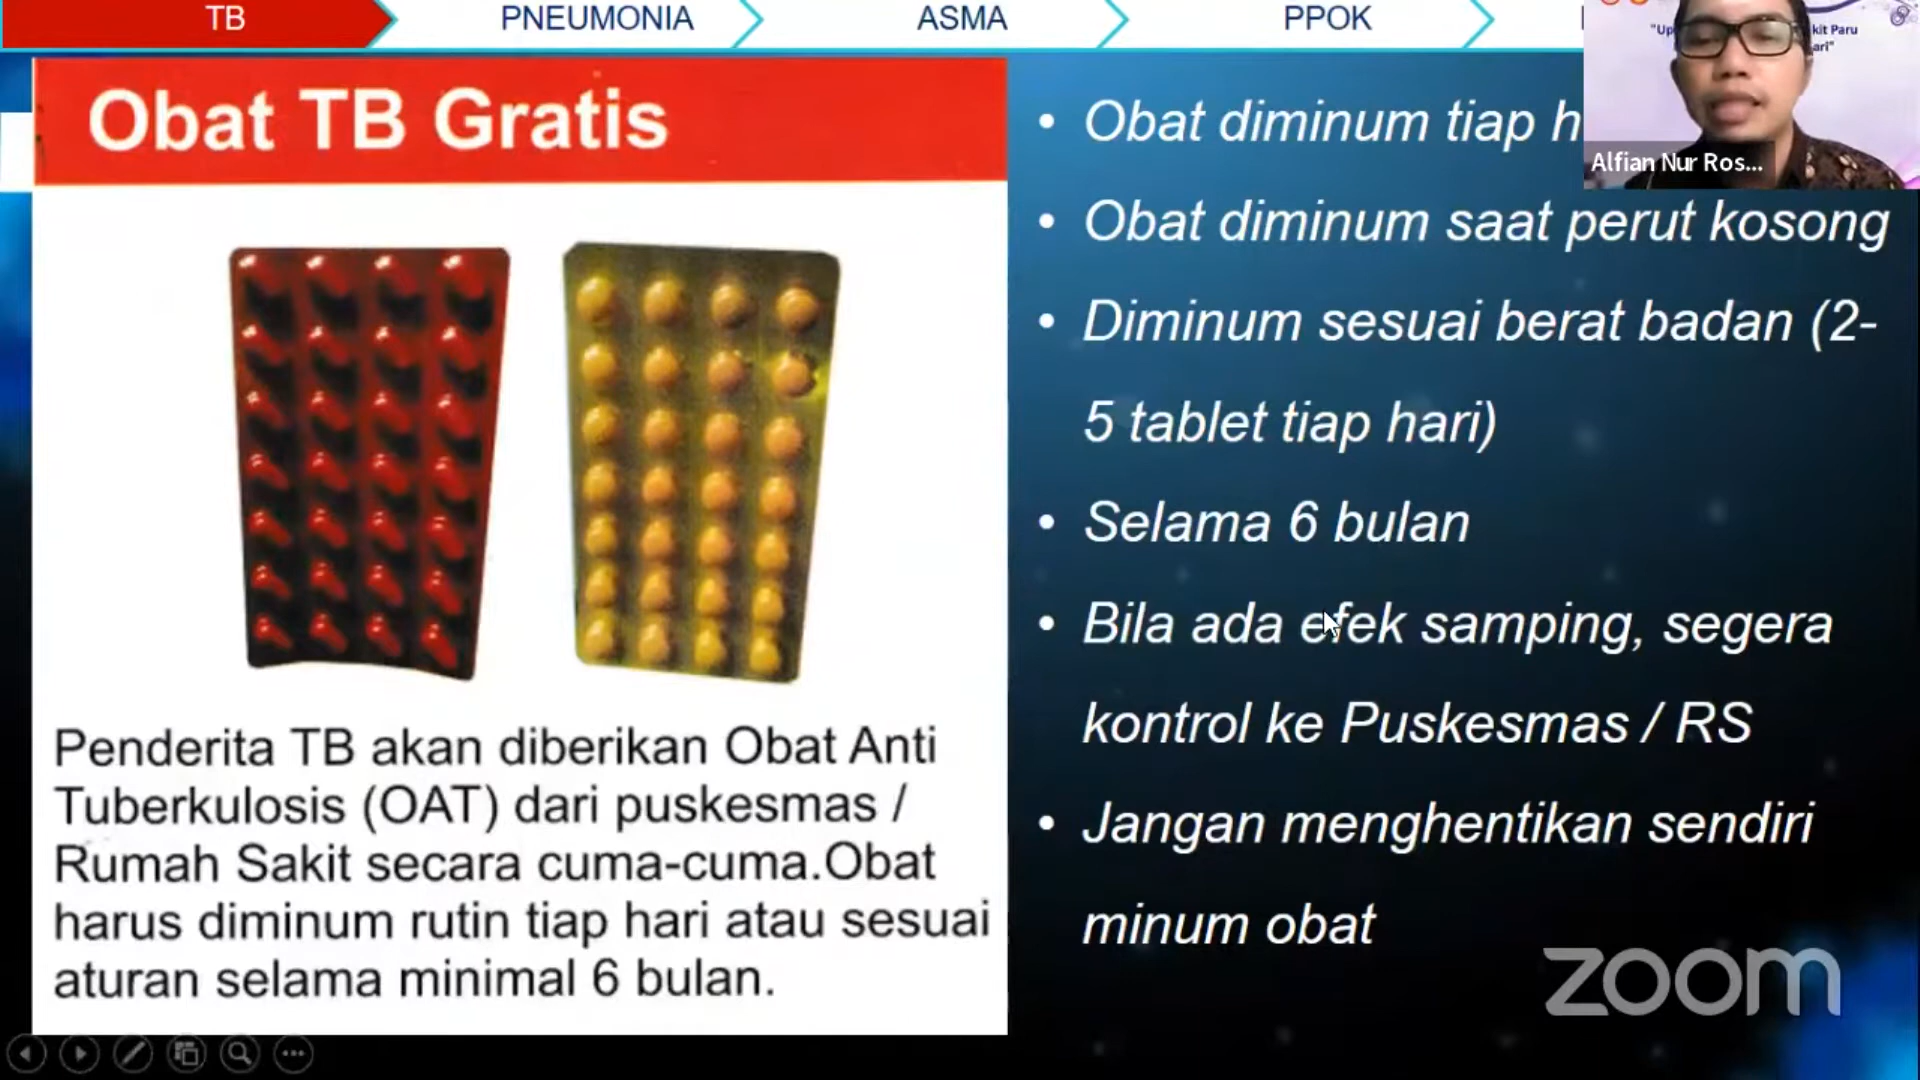 TB
PNEUMONIA
ASMA
PPOK
kit Paru
ari"
Alfian Nur Ros...
Obat TB Gratis
Penderita TB akan diberikan Obat Anti
Tuberkulosis (OAT) dari puskesmas /
Rumah Sakit secara cuma-cuma.Obat
harus diminum rutin tiap hari atau sesuai
aturan selama minimal 6 bulan.
• Obat diminum tiap h
• Obat diminum saat perut kosong
• Diminum sesuai berat badan (2-
5 tablet tiap hari)
• Selama 6 bulan
• Bila ada efek samping, segera
kontrol ke Puskesmas / RS
• Jangan menghentikan sendiri
minum obat
zoom